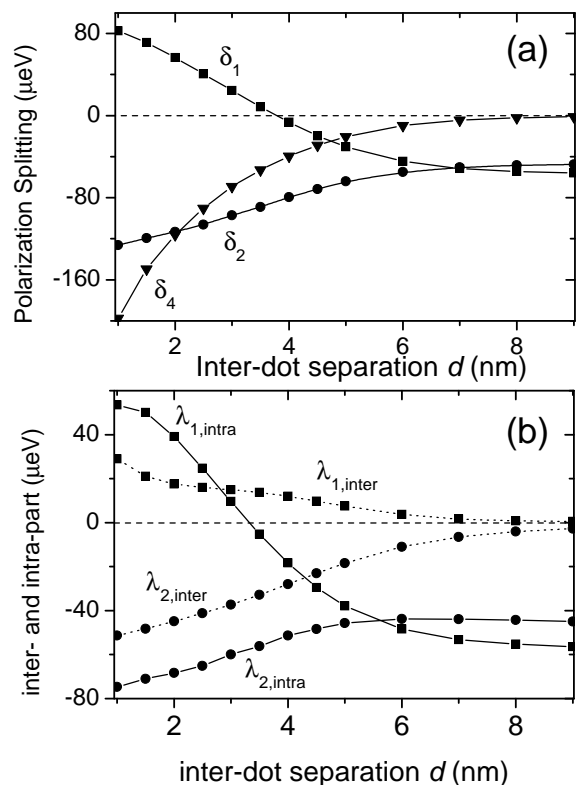 (a)
Polarization Splitting (μeV)
80
0
-80
-160
δ1
δ2
δ4
2 4 6 8
Inter-dot separation d (nm)
(b)
inter- and intra-part (μeV)
40
0
-40
-80
λ1,intra
λ1,inter
λ2,inter
λ2,intra
2 4 6 8
inter-dot separation d (nm)